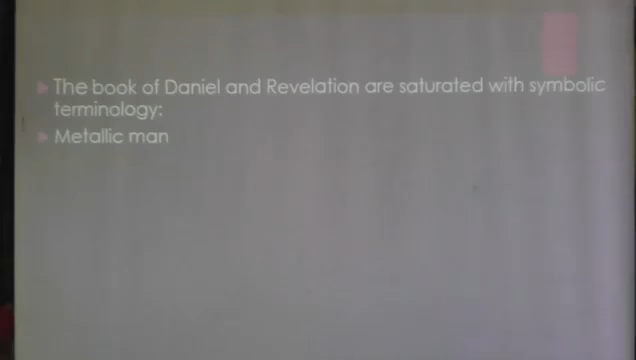 The book of Daniel and Revelation are saturated with symbolic
terminology:
Metallic man